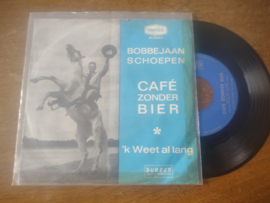 BOBBEJAAN
SCHOEPEN
CAFÉ
ZONDER
BIER
*
'k Weet al lang